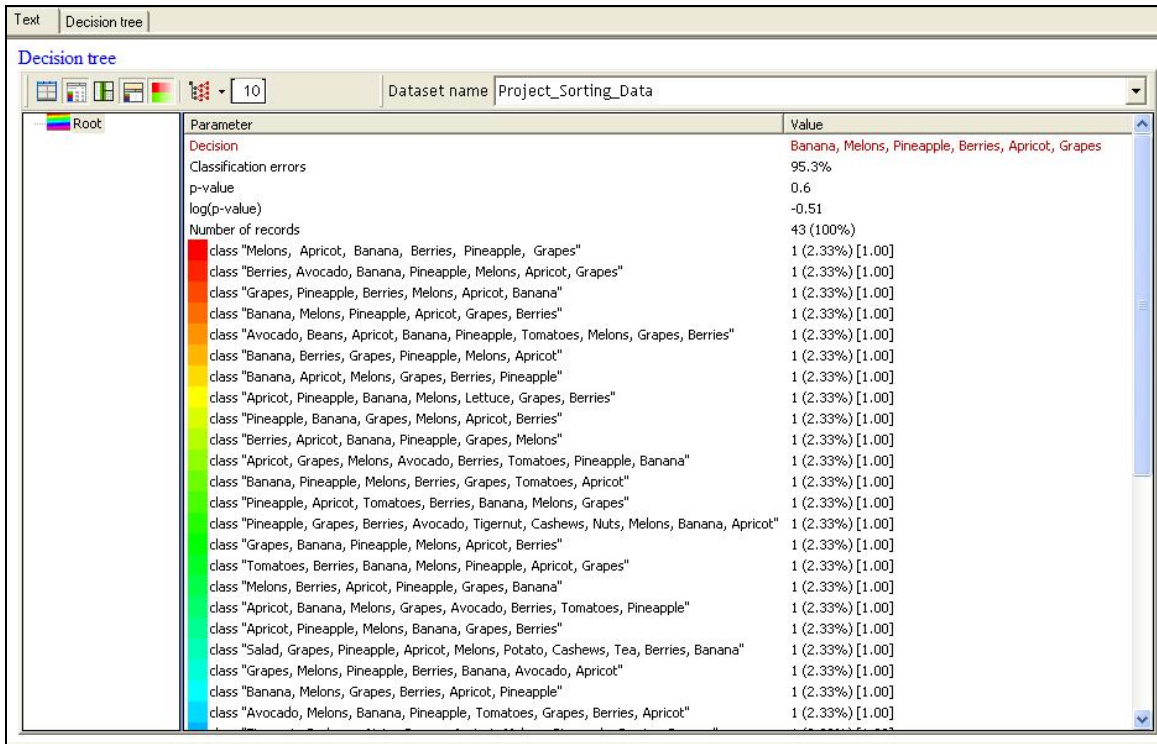 Text Decision tree
Decision tree
10 Dataset name Project_Sorting_Data
Root
Parameter Value
Decision Banana, Melons, Pineapple, Berries, Apricot, Grapes
Classification errors 95.3%
p-value 0.6
log(p-value) -0.51
Number of records 43 (100%)
class "Melons, Apricot, Banana, Berries, Pineapple, Grapes" 1 (2.33%) [1.00]
class "Berries, Avocado, Banana, Pineapple, Melons, Apricot, Grapes" 1 (2.33%) [1.00]
class "Grapes, Pineapple, Berries, Melons, Apricot, Banana" 1 (2.33%) [1.00]
class "Banana, Melons, Pineapple, Apricot, Grapes, Berries" 1 (2.33%) [1.00]
class "Avocado, Beans, Apricot, Banana, Pineapple, Tomatoes, Melons, Grapes, Berries" 1 (2.33%) [1.00]
class "Banana, Berries, Grapes, Pineapple, Melons, Apricot" 1 (2.33%) [1.00]
class "Banana, Apricot, Melons, Grapes, Berries, Pineapple" 1 (2.33%) [1.00]
class "Apricot, Pineapple, Banana, Melons, Lettuce, Grapes, Berries" 1 (2.33%) [1.00]
class "Pineapple, Banana, Grapes, Melons, Apricot, Berries" 1 (2.33%) [1.00]
class "Berries, Apricot, Banana, Pineapple, Grapes, Melons" 1 (2.33%) [1.00]
class "Apricot, Grapes, Melons, Avocado, Berries, Tomatoes, Pineapple, Banana" 1 (2.33%) [1.00]
class "Banana, Pineapple, Melons, Berries, Grapes, Tomatoes, Apricot" 1 (2.33%) [1.00]
class "Pineapple, Apricot, Tomatoes, Berries, Banana, Melons, Grapes" 1 (2.33%) [1.00]
class "Pineapple, Grapes, Berries, Avocado, Tigernut, Cashews, Nuts, Melons, Banana, Apricot" 1 (2.33%) [1.00]
class "Grapes, Banana, Pineapple, Melons, Apricot, Berries" 1 (2.33%) [1.00]
class "Tomatoes, Berries, Banana, Melons, Pineapple, Apricot, Grapes" 1 (2.33%) [1.00]
class "Melons, Berries, Apricot, Pineapple, Grapes, Banana" 1 (2.33%) [1.00]
class "Apricot, Banana, Melons, Grapes, Avocado, Berries, Tomatoes, Pineapple" 1 (2.33%) [1.00]
class "Apricot, Pineapple, Melons, Banana, Grapes, Berries" 1 (2.33%) [1.00]
class "Salad, Grapes, Pineapple, Apricot, Melons, Potato, Cashews, Tea, Berries, Banana" 1 (2.33%) [1.00]
class "Grapes, Melons, Pineapple, Berries, Banana, Avocado, Apricot" 1 (2.33%) [1.00]
class "Banana, Melons, Grapes, Berries, Apricot, Pineapple" 1 (2.33%) [1.00]
class "Avocado, Melons, Banana, Pineapple, Tomatoes, Grapes, Berries, Apricot" 1 (2.33%) [1.00]